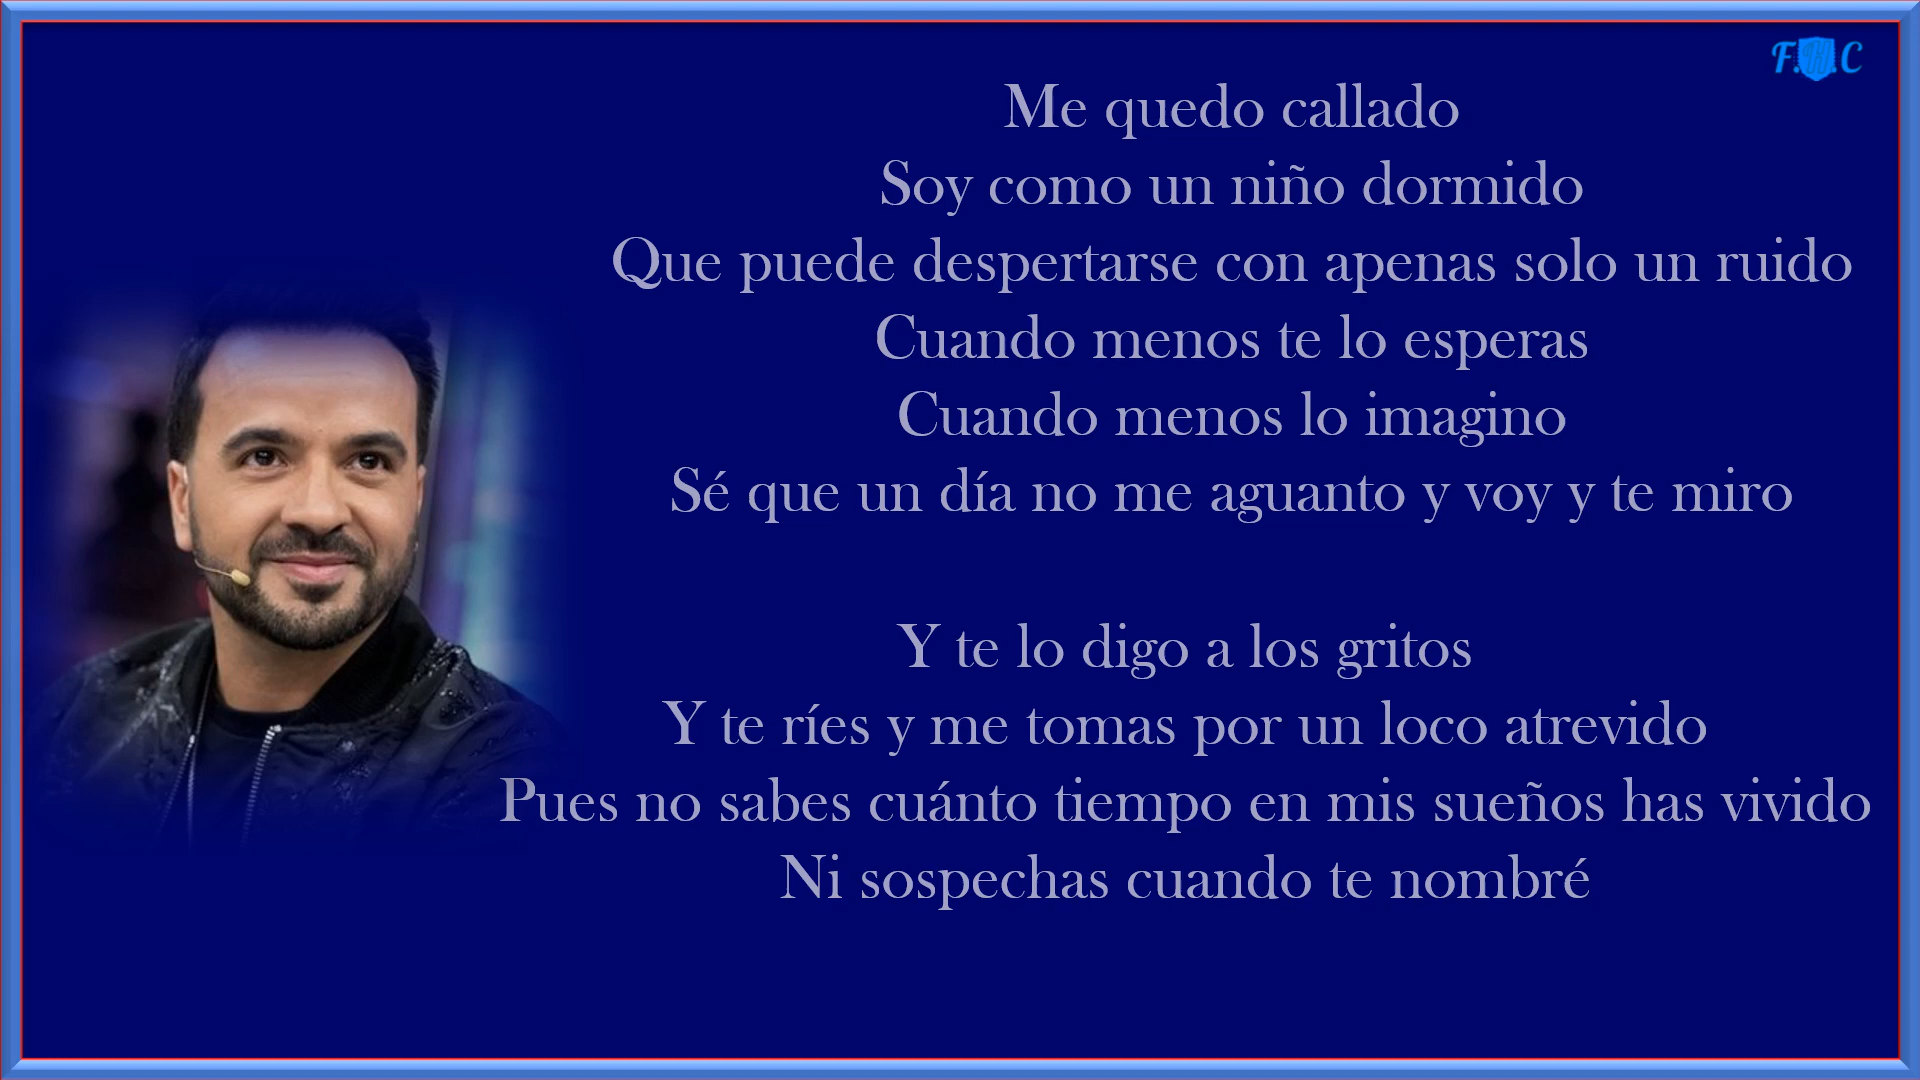 F.H.C
Me quedo callado
Soy como un niño dormido
Que puede despertarse con apenas solo un ruido
Cuando menos te lo esperas
Cuando menos lo imagino
Sé que un día no me aguanto y voy y te miro
Y te lo digo a los gritos
Y te ríes y me tomas por un loco atrevido
Pues no sabes cuánto tiempo en mis sueños has vivido
Ni sospechas cuando te nombré